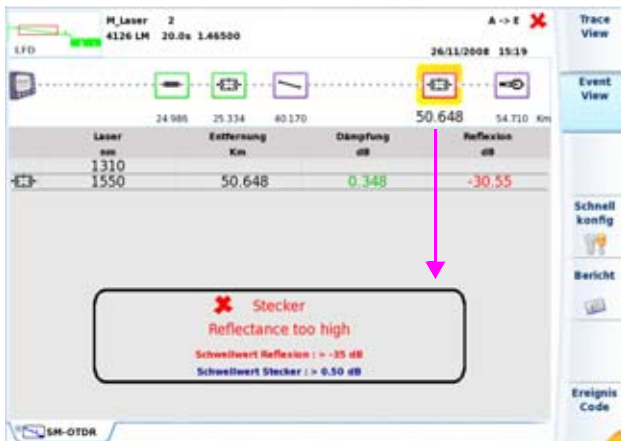 M_Laser 2 A -> E
4126 LM 20.0s 1.46500
LFD 26/11/2008 15:19
Trace View
Event View
24.986 25.334 40.170 50.648 54.710 Km
Laser Entfernung Dämpfung Reflexion
nm Km dB dB
1310
1550 50.648 0.348 -30.55
Schnell konfig
Bericht
Stecker
Reflectance too high
Schwellwert Reflexion : > -35 dB
Schwellwert Stecker : > 0.50 dB
Ereignis Code
SM-OTDR